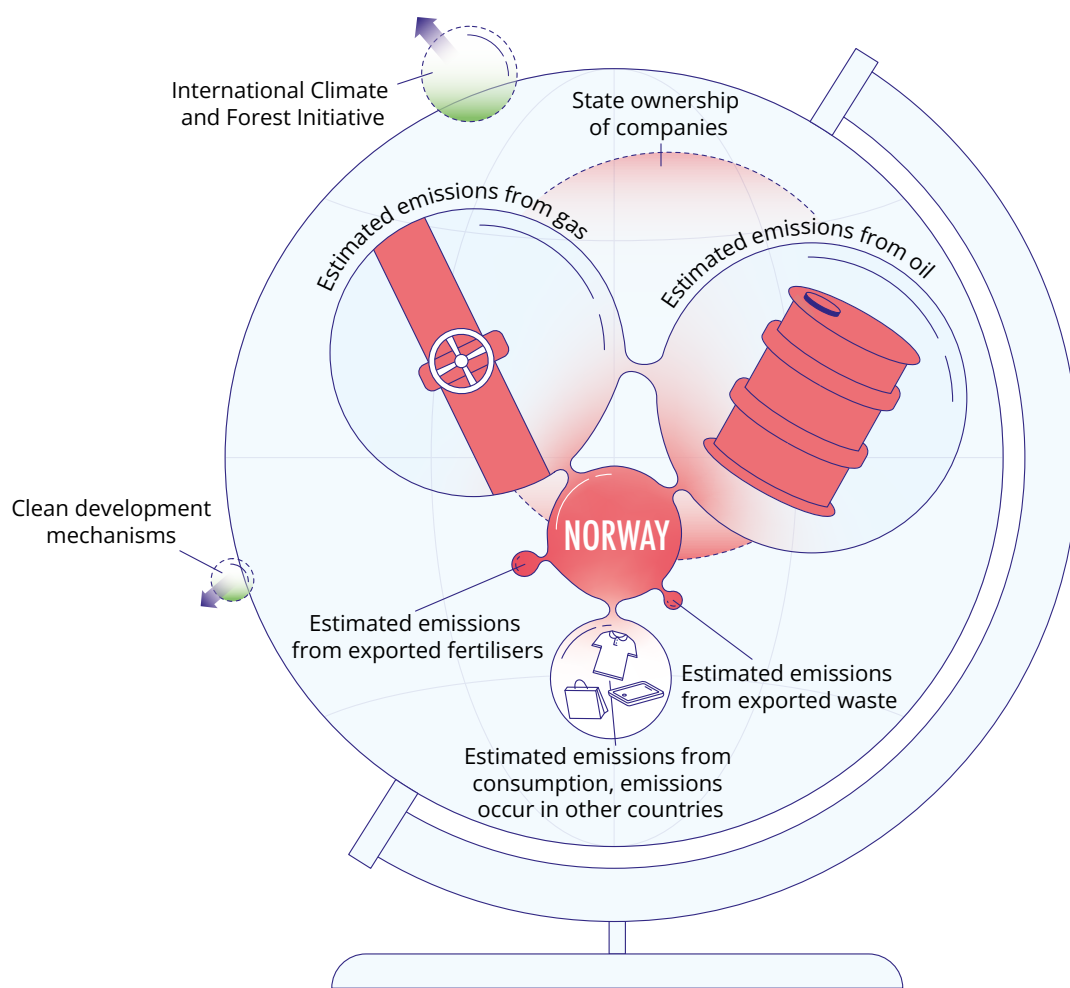 International Climate
and Forest Initiative
State ownership
of companies
Estimated emissions from gas
Estimated emissions from oil
Clean development
mechanisms
NORWAY
Estimated emissions
from exported fertilisers
Estimated emissions
from exported waste
Estimated emissions from
consumption, emissions
occur in other countries